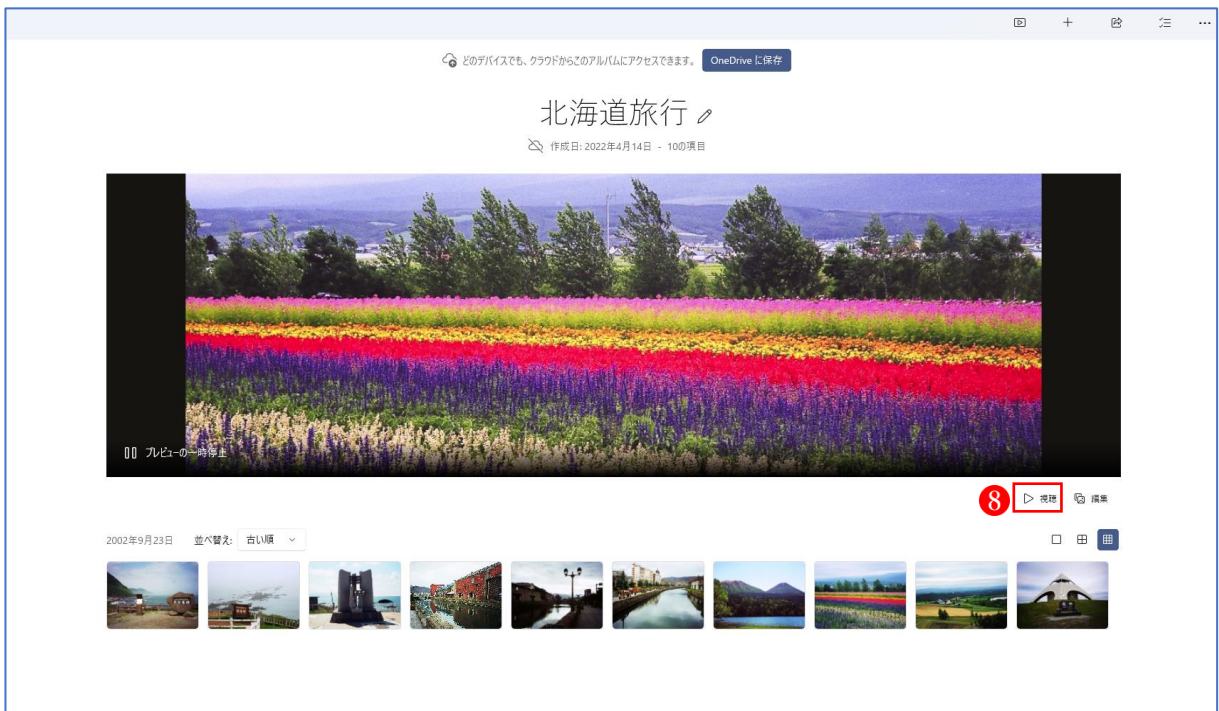 どのデバイスでも、クラウドからこのアルバムにアクセスできます。 OneDrive に保存
北海道旅行
作成日: 2022年4月14日 - 10の項目
プレビューの一時停止
8 視聴 編集
2002年9月23日 並べ替え: 古い順